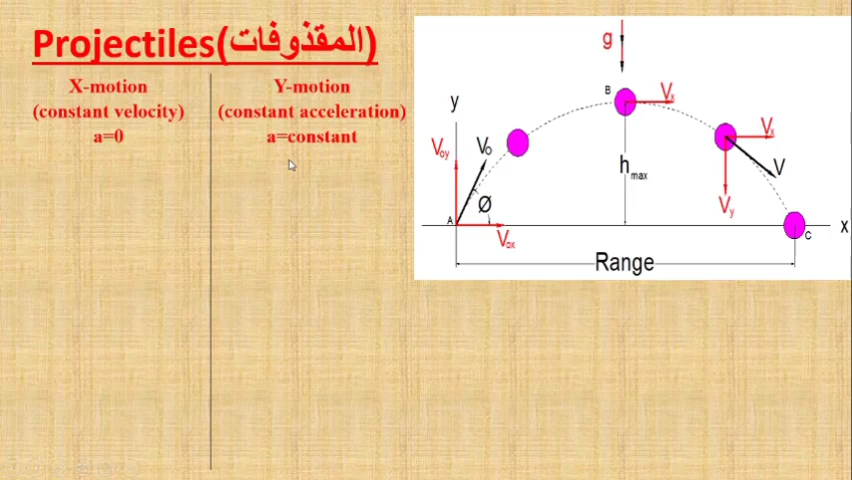 Projectiles(المقذوفات)
X-motion
(constant velocity)
a=0
Y-motion
(constant acceleration)
a=constant
g
y
B
Vx
Vx
Voy
Vo
hmax
V
Ø
Vy
A
x
Vox
C
Range